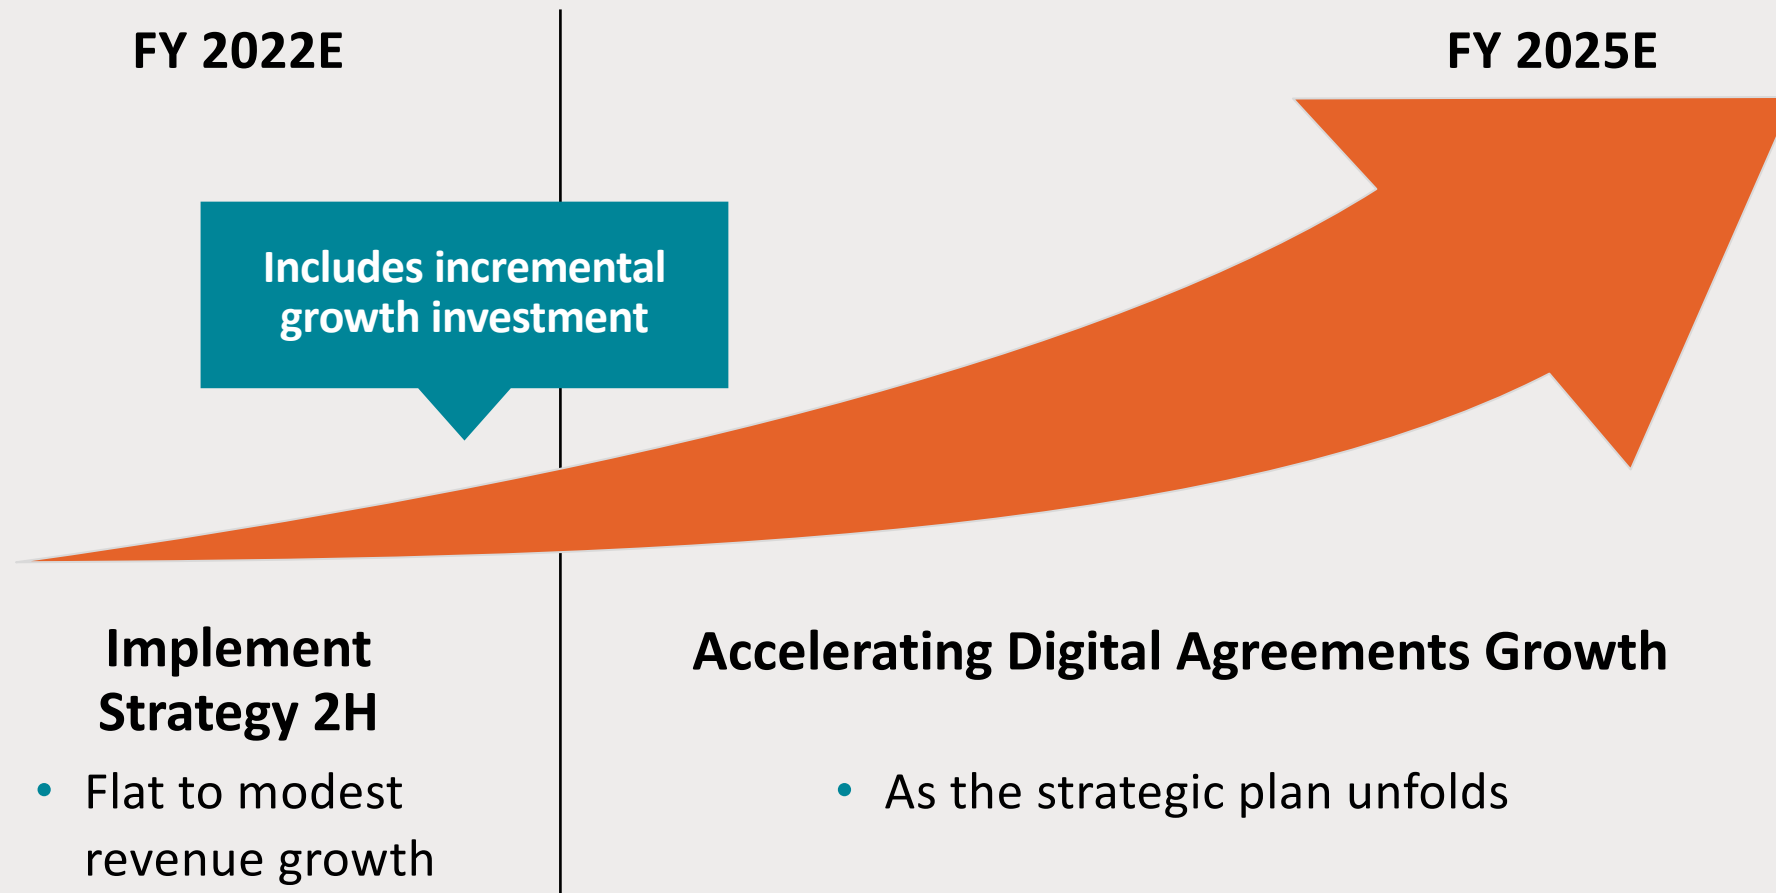 FY 2022E
FY 2025E
Includes incremental
growth investment
Implement
Strategy 2H
• Flat to modest
revenue growth
Accelerating Digital Agreements Growth
• As the strategic plan unfolds